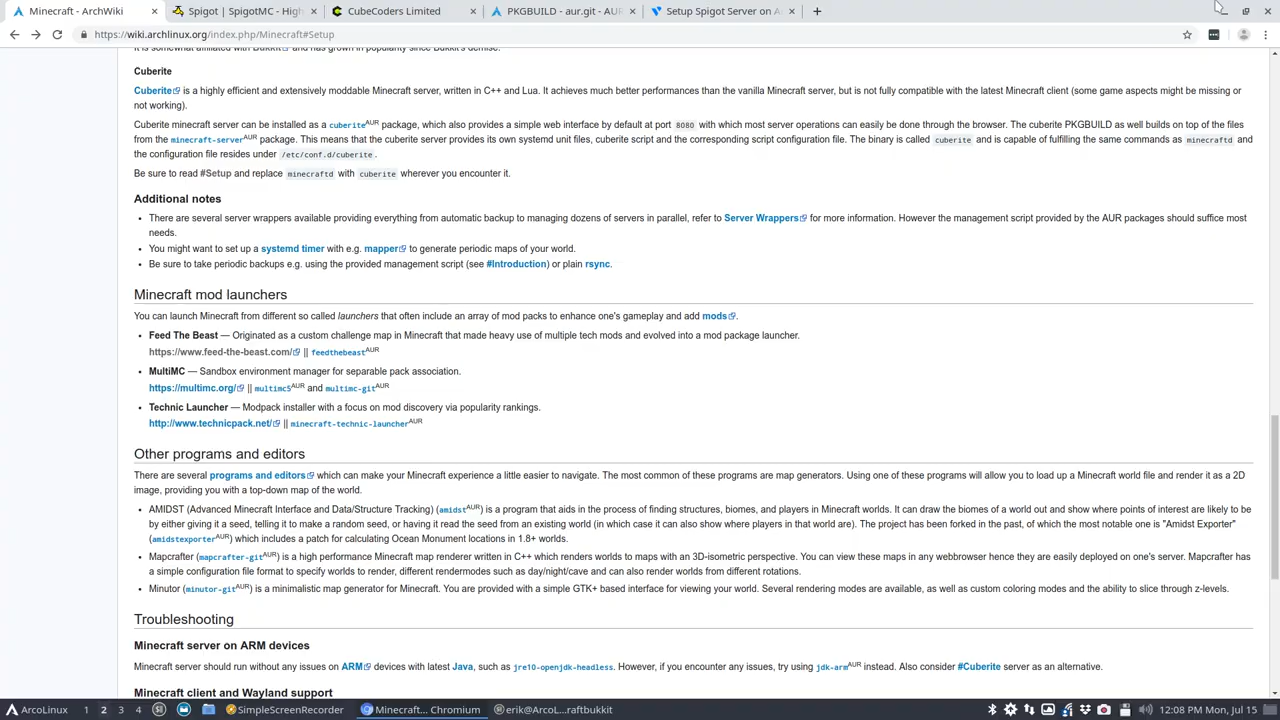 Minecraft - ArchWiki
Spigot | SpigotMC - High
CubeCoders Limited
PKGBUILD - aur.git - AUR
Setup Spigot Server on A
https://wiki.archlinux.org/index.php/Minecraft#Setup
It is somewhat affiliated with Bukkit and has grown in popularity since Bukkit's demise.
Cuberite
Cuberite is a highly efficient and extensively moddable Minecraft server, written in C++ and Lua. It achieves much better performances than the vanilla Minecraft server, but is not fully compatible with the latest Minecraft client (some game aspects might be missing or
not working).
Cuberite minecraft server can be installed as a cuberiteAUR package, which also provides a simple web interface by default at port 8080 with which most server operations can easily be done through the browser. The cuberite PKGBUILD as well builds on top of the files
from the minecraft-serverAUR package. This means that the cuberite server provides its own systemd unit files, cuberite script and the corresponding script configuration file. The binary is called cuberite and is capable of fulfilling the same commands as minecraftd and
the configuration file resides under /etc/conf.d/cuberite.
Be sure to read #Setup and replace minecraftd with cuberite wherever you encounter it.
Additional notes
• There are several server wrappers available providing everything from automatic backup to managing dozens of servers in parallel, refer to Server Wrappers for more information. However the management script provided by the AUR packages should suffice most
needs.
• You might want to set up a systemd timer with e.g. mapper to generate periodic maps of your world.
• Be sure to take periodic backups e.g. using the provided management script (see #Introduction) or plain rsync.
Minecraft mod launchers
You can launch Minecraft from different so called launchers that often include an array of mod packs to enhance one's gameplay and add mods.
• Feed The Beast — Originated as a custom challenge map in Minecraft that made heavy use of multiple tech mods and evolved into a mod package launcher.
https://www.feed-the-beast.com/ || feedthebeastAUR
• MultiMC — Sandbox environment manager for separable pack association.
https://multimc.org/ || multimc5AUR and multimc-gitAUR
• Technic Launcher — Modpack installer with a focus on mod discovery via popularity rankings.
http://www.technicpack.net/ || minecraft-technic-launcherAUR
Other programs and editors
There are several programs and editors which can make your Minecraft experience a little easier to navigate. The most common of these programs are map generators. Using one of these programs will allow you to load up a Minecraft world file and render it as a 2D
image, providing you with a top-down map of the world.
• AMIDST (Advanced Minecraft Interface and Data/Structure Tracking) (amidstAUR) is a program that aids in the process of finding structures, biomes, and players in Minecraft worlds. It can draw the biomes of a world out and show where points of interest are likely to be
by either giving it a seed, telling it to make a random seed, or having it read the seed from an existing world (in which case it can also show where players in that world are). The project has been forked in the past, of which the most notable one is "Amidst Exporter"
(amidstexporterAUR) which includes a patch for calculating Ocean Monument locations in 1.8+ worlds.
• Mapcrafter (mapcrafter-gitAUR) is a high performance Minecraft map renderer written in C++ which renders worlds to maps with an 3D-isometric perspective. You can view these maps in any webbrowser hence they are easily deployed on one's server. Mapcrafter has
a simple configuration file format to specify worlds to render, different rendermodes such as day/night/cave and can also render worlds from different rotations.
• Minutor (minutor-gitAUR) is a minimalistic map generator for Minecraft. You are provided with a simple GTK+ based interface for viewing your world. Several rendering modes are available, as well as custom coloring modes and the ability to slice through z-levels.
Troubleshooting
Minecraft server on ARM devices
Minecraft server should run without any issues on ARM devices with latest Java, such as jre10-openjdk-headless. However, if you encounter any issues, try using jdk-armAUR instead. Also consider #Cuberite server as an alternative.
Minecraft client and Wayland support
ArcoLinux 1 2 3 4 SimpleScreenRecorder Minecraft... Chromium erik@ArcoL...raftbukkit 12:08 PM Mon, Jul 15